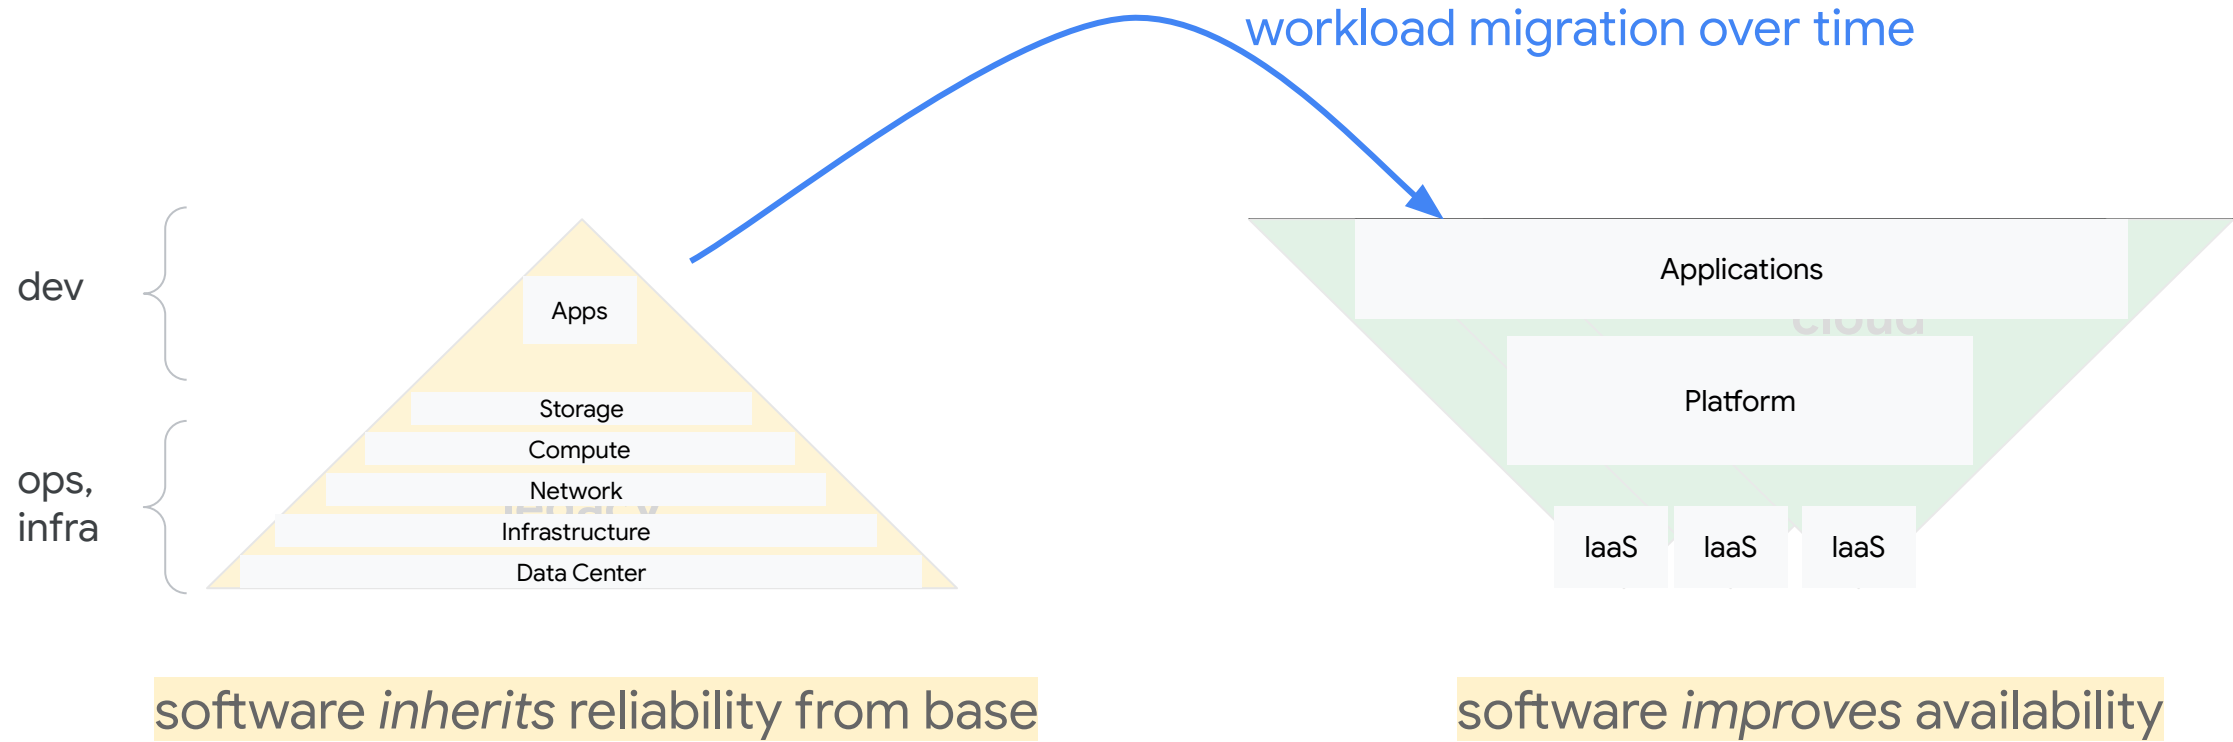 workload migration over time
dev
Apps
Storage
Compute
Network
Infrastructure
Data Center
ops,
infra
Applications
cloud
Platform
IaaS IaaS IaaS
software inherits reliability from base
software improves availability